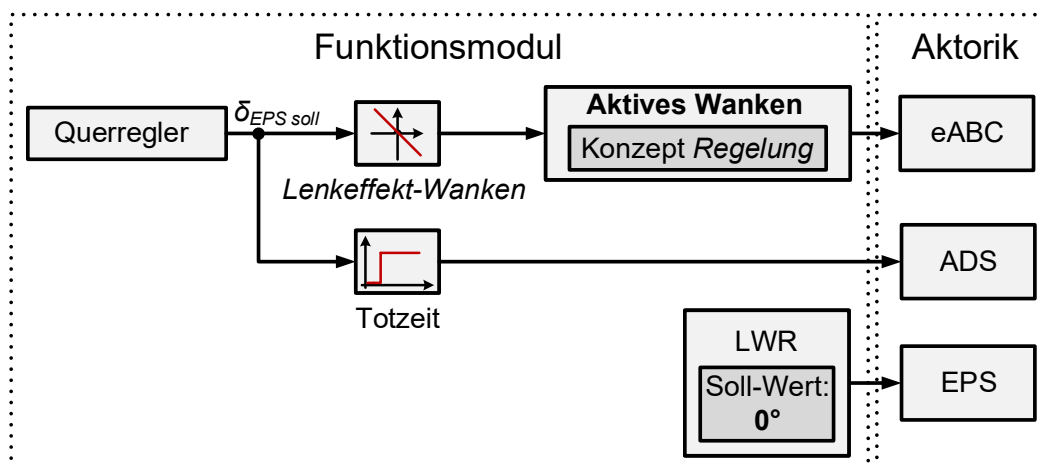 Funktionsmodul
Aktorik
Querregler
δEPS soll
Lenkeffekt-Wanken
Aktives Wanken
Konzept Regelung
eABC
Totzeit
ADS
LWR
Soll-Wert:
0°
EPS